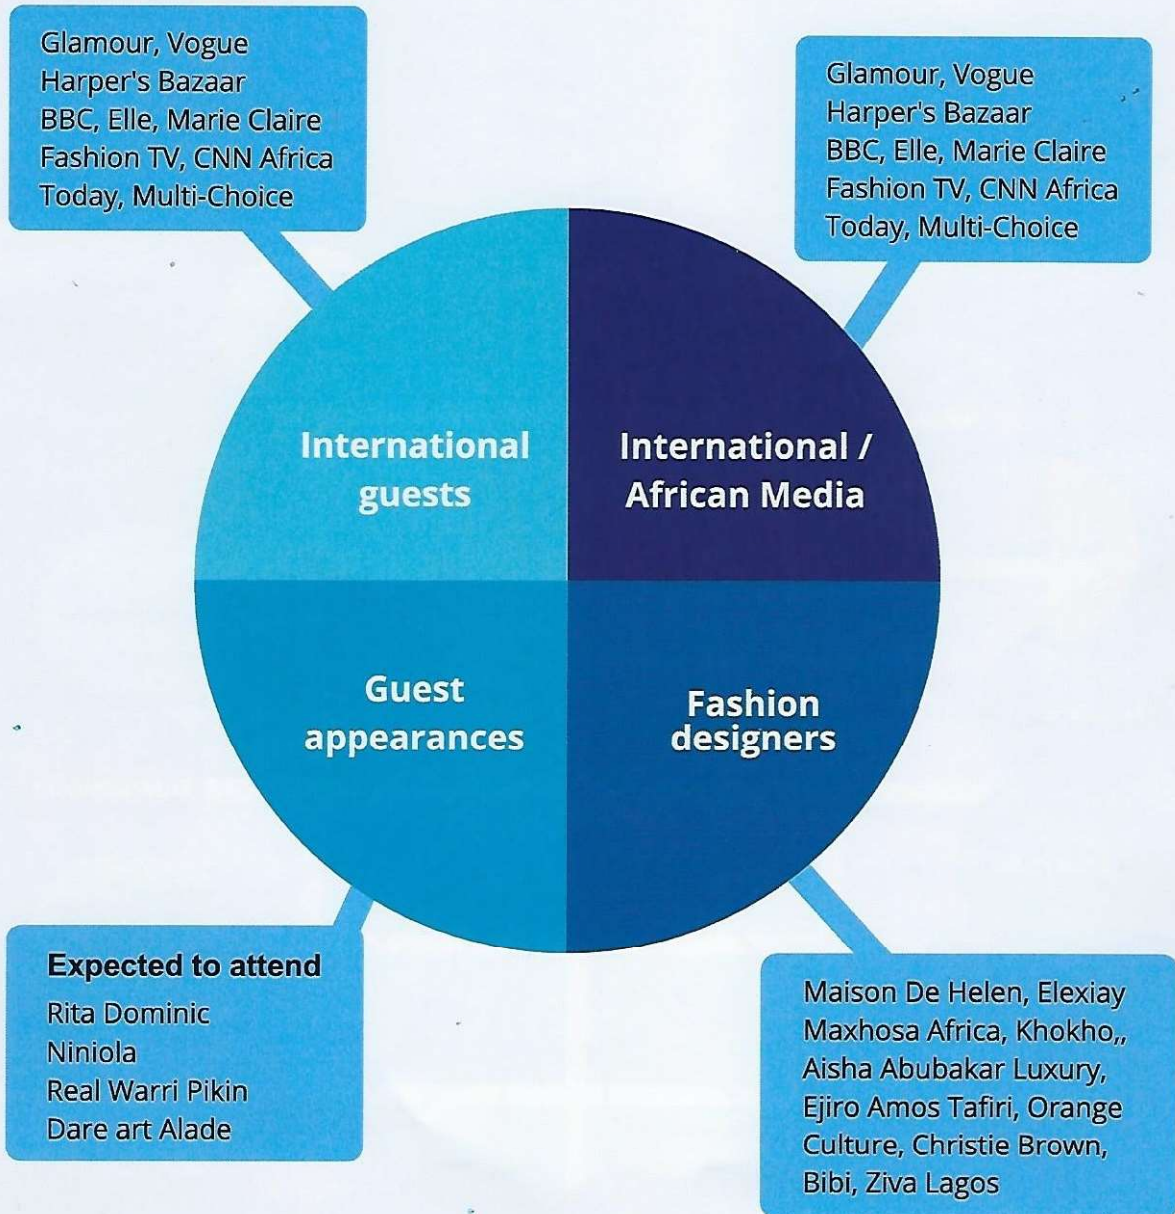 Glamour, Vogue
Harper's Bazaar
BBC, Elle, Marie Claire
Fashion TV, CNN Africa
Today, Multi-Choice
Glamour, Vogue
Harper's Bazaar
BBC, Elle, Marie Claire
Fashion TV, CNN Africa
Today, Multi-Choice
International
guests
International /
African Media
Guest
appearances
Fashion
designers
Expected to attend
Rita Dominic
Niniola
Real Warri Pikin
Dare art Alade
Maison De Helen, Elexiay
Maxhosa Africa, Khokho,,
Aisha Abubakar Luxury,
Ejiro Amos Tafiri, Orange
Culture, Christie Brown,
Bibi, Ziva Lagos